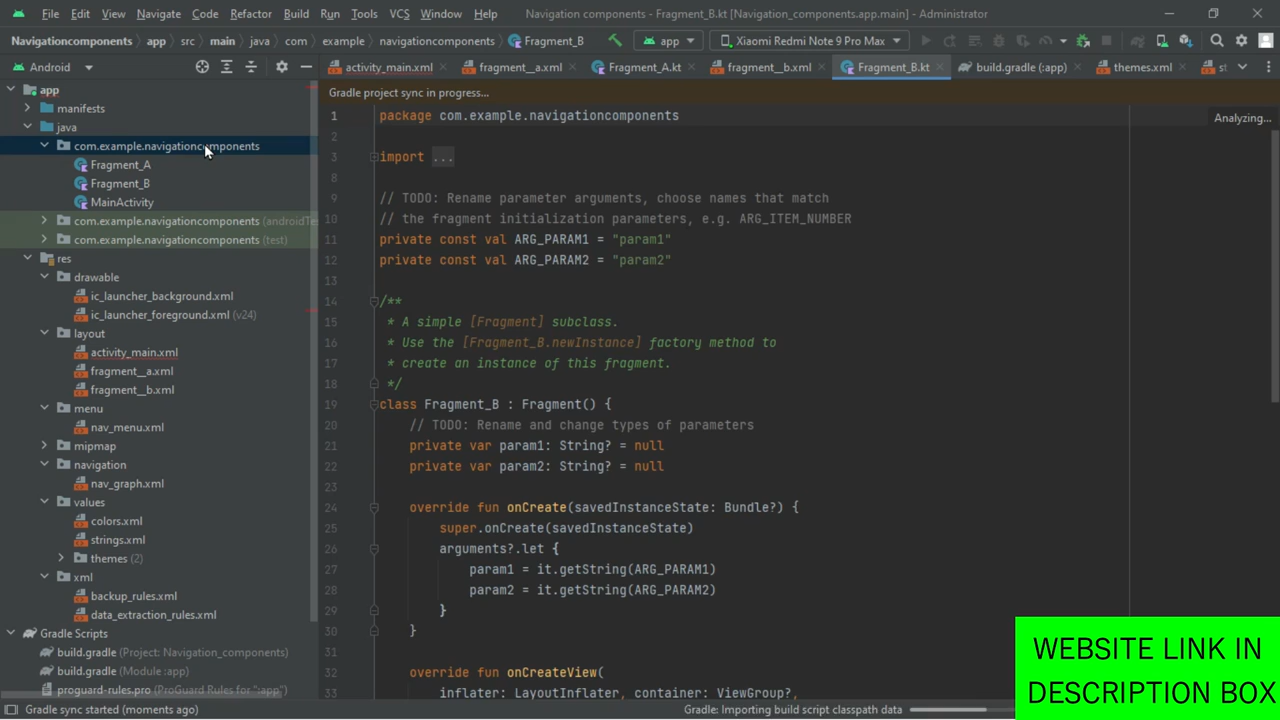 File Edit View Navigate Code Refactor Build Run Tools VCS Window Help Navigation components - Fragment_B.kt [Navigation_components.app.main] - Administrator
Navigationcomponents app src main java com example navigationcomponents Fragment_B app Xiaomi Redmi Note 9 Pro Max
Android activity_main.xml fragment__a.xml Fragment_A.kt fragment__b.xml Fragment_B.kt build.gradle (:app) themes.xml st
Gradle project sync in progress...
Analyzing...
app
manifests
java
com.example.navigationcomponents
Fragment_A
Fragment_B
MainActivity
com.example.navigationcomponents (androidTe
com.example.navigationcomponents (test)
res
drawable
ic_launcher_background.xml
ic_launcher_foreground.xml (v24)
layout
activity_main.xml
fragment__a.xml
fragment__b.xml
menu
nav_menu.xml
mipmap
navigation
nav_graph.xml
values
colors.xml
strings.xml
themes (2)
xml
backup_rules.xml
data_extraction_rules.xml
Gradle Scripts
build.gradle (Project: Navigation_components)
build.gradle (Module :app)
proguard-rules.pro (ProGuard Rules for ":app")
1 package com.example.navigationcomponents
2
3 import ...
8
9 // TODO: Rename parameter arguments, choose names that match
10 // the fragment initialization parameters, e.g. ARG_ITEM_NUMBER
11 private const val ARG_PARAM1 = "param1"
12 private const val ARG_PARAM2 = "param2"
13
14 /**
15 * A simple [Fragment] subclass.
16 * Use the [Fragment_B.newInstance] factory method to
17 * create an instance of this fragment.
18 */
19 class Fragment_B : Fragment() {
20 // TODO: Rename and change types of parameters
21 private var param1: String? = null
22 private var param2: String? = null
23
24 override fun onCreate(savedInstanceState: Bundle?) {
25 super.onCreate(savedInstanceState)
26 arguments?.let {
27 param1 = it.getString(ARG_PARAM1)
28 param2 = it.getString(ARG_PARAM2)
29 }
30 }
31
32 override fun onCreateView(
33 inflater: LayoutInflater, container: ViewGroup?,
WEBSITE LINK IN
DESCRIPTION BOX
Gradle sync started (moments ago) Gradle: Importing build script classpath data